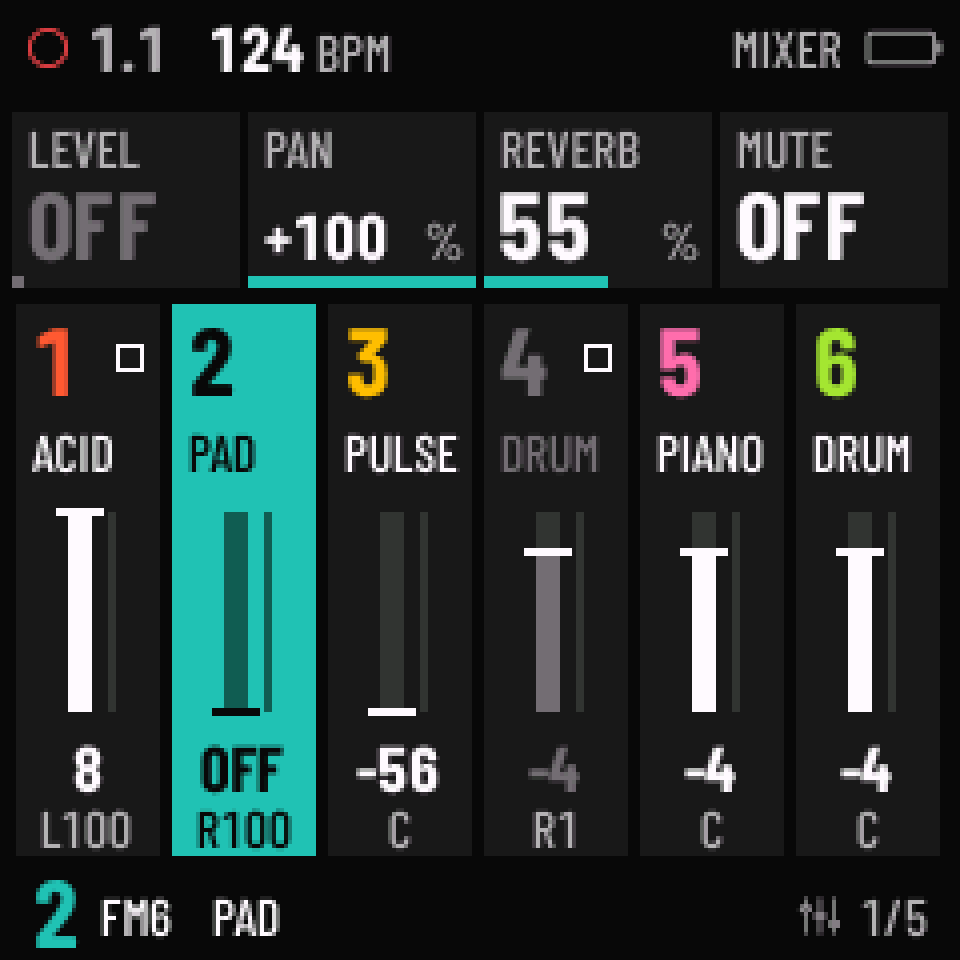 1.1 124 BPM MIXER
LEVEL PAN REVERB MUTE
OFF +100 % 55 % OFF
1 2 3 4 5 6
ACID PAD PULSE DRUM PIANO DRUM
8 OFF -56 -4 -4 -4
L100 R100 C R1 C C
2 FM6 PAD 1/5